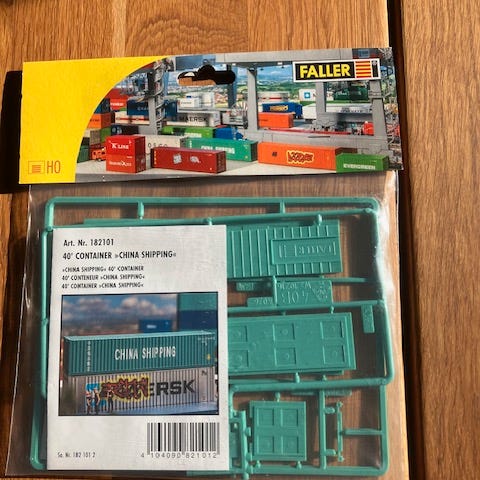 FALLER
H0
K LINE
MAERSK
EVERGREEN
Art. Nr. 182101
40' CONTAINER »CHINA SHIPPING«
»CHINA SHIPPING« 40' CONTAINER
40' CONTENEUR »CHINA SHIPPING«
40' CONTAINER »CHINA SHIPPING«
CHINA SHIPPING
ERSK
Sa. Nr. 182 101 2
4 104090 821012